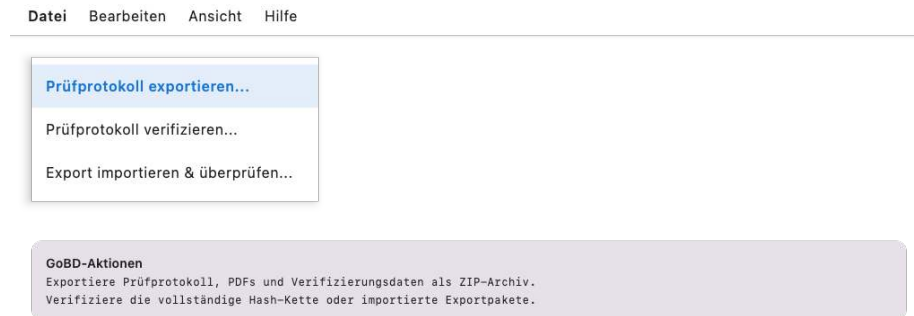 Datei Bearbeiten Ansicht Hilfe
Prüfprotokoll exportieren...
Prüfprotokoll verifizieren...
Export importieren & überprüfen...
GoBD-Aktionen
Exportiere Prüfprotokoll, PDFs und Verifizierungsdaten als ZIP-Archiv.
Verifiziere die vollständige Hash-Kette oder importierte Exportpakete.